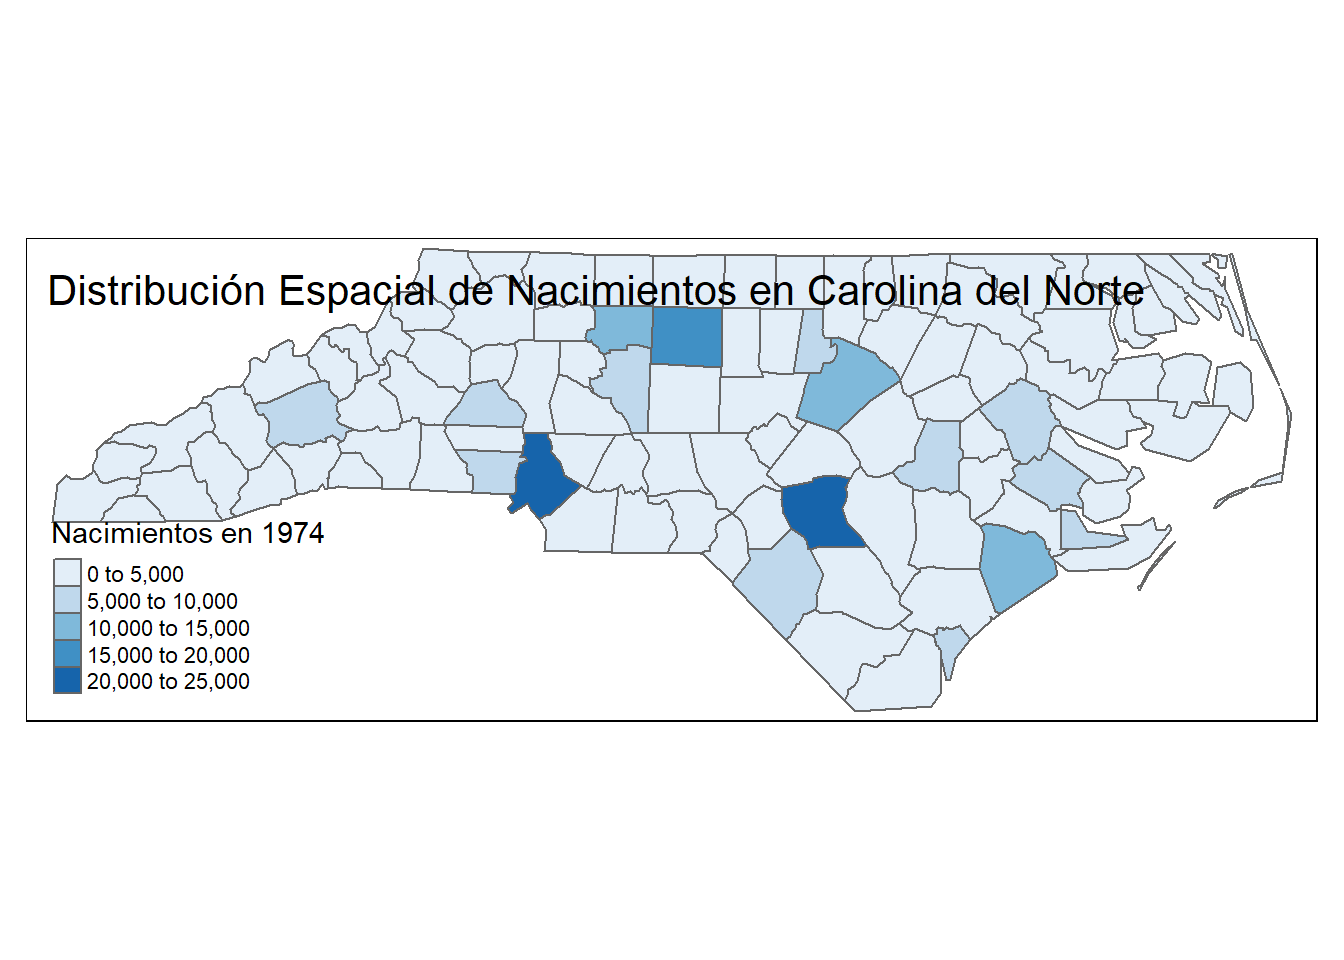 Distribución Espacial de Nacimientos en Carolina del Norte
Nacimientos en 1974
0 to 5,000
5,000 to 10,000
10,000 to 15,000
15,000 to 20,000
20,000 to 25,000